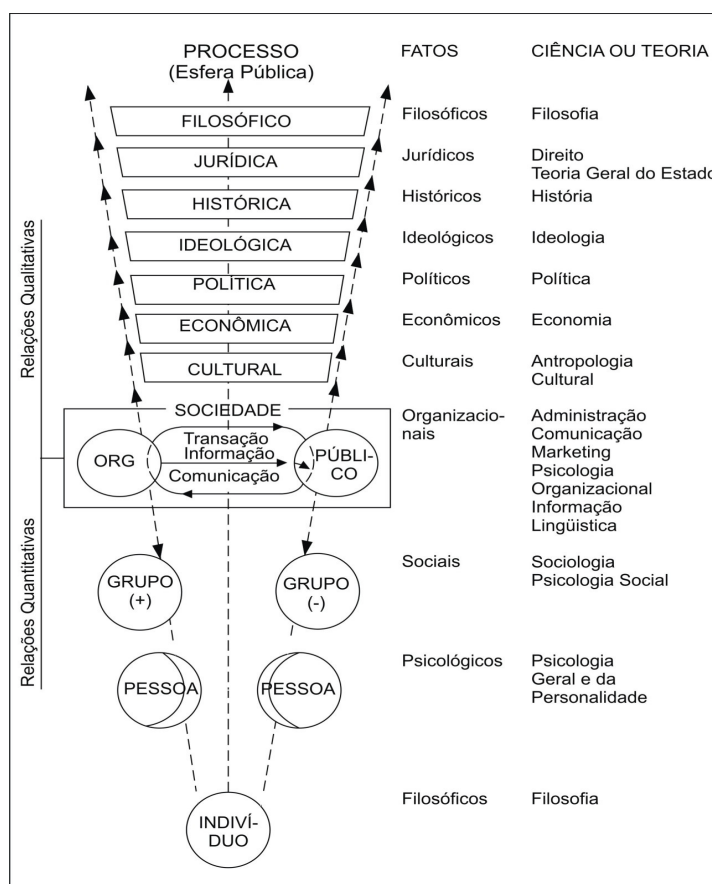 PROCESSO
(Esfera Pública)
FATOS
CIÊNCIA OU TEORIA
FILOSÓFICO
Filosóficos
Filosofia
JURÍDICA
Jurídicos
Direito
Teoria Geral do Estado
HISTÓRICA
Históricos
História
IDEOLÓGICA
Ideológicos
Ideologia
POLÍTICA
Políticos
Política
ECONÔMICA
Econômicos
Economia
CULTURAL
Culturais
Antropologia
Cultural
Relações Qualitativas
SOCIEDADE
ORG
Transação
Informação
Comunicação
PÚBLI-
CO
Organizacio-
nais
Administração
Comunicação
Marketing
Psicologia
Organizacional
Informação
Lingüistica
Relações Quantitativas
GRUPO
(+)
GRUPO
(-)
Sociais
Sociologia
Psicologia Social
PESSOA
PESSOA
Psicológicos
Psicologia
Geral e da
Personalidade
INDIVÍ-
DUO
Filosóficos
Filosofia